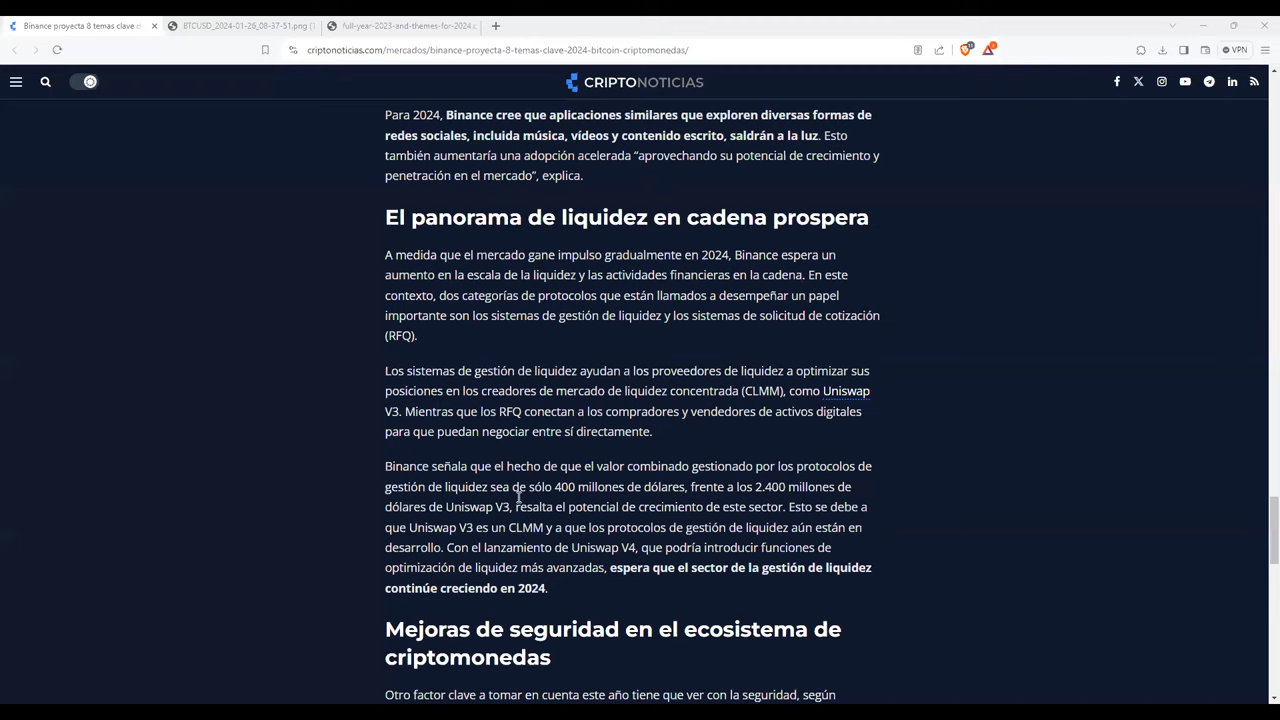 Binance proyecta 8 temas clave d
BTCUSD_2024-01-26_08-37-51.png (1
full-year-2023-and-themes-for-2024.
criptonoticias.com/mercados/binance-proyecta-8-temas-clave-2024-bitcoin-criptomonedas/
VPN
CRIPTONOTICIAS
Para 2024, Binance cree que aplicaciones similares que exploren diversas formas de
redes sociales, incluida música, vídeos y contenido escrito, saldrán a la luz. Esto
también aumentaría una adopción acelerada “aprovechando su potencial de crecimiento y
penetración en el mercado”, explica.
El panorama de liquidez en cadena prospera
A medida que el mercado gane impulso gradualmente en 2024, Binance espera un
aumento en la escala de la liquidez y las actividades financieras en la cadena. En este
contexto, dos categorías de protocolos que están llamados a desempeñar un papel
importante son los sistemas de gestión de liquidez y los sistemas de solicitud de cotización
(RFQ).
Los sistemas de gestión de liquidez ayudan a los proveedores de liquidez a optimizar sus
posiciones en los creadores de mercado de liquidez concentrada (CLMM), como Uniswap
V3. Mientras que los RFQ conectan a los compradores y vendedores de activos digitales
para que puedan negociar entre sí directamente.
Binance señala que el hecho de que el valor combinado gestionado por los protocolos de
gestión de liquidez sea de sólo 400 millones de dólares, frente a los 2.400 millones de
dólares de Uniswap V3, resalta el potencial de crecimiento de este sector. Esto se debe a
que Uniswap V3 es un CLMM y a que los protocolos de gestión de liquidez aún están en
desarrollo. Con el lanzamiento de Uniswap V4, que podría introducir funciones de
optimización de liquidez más avanzadas, espera que el sector de la gestión de liquidez
continúe creciendo en 2024.
Mejoras de seguridad en el ecosistema de
criptomonedas
Otro factor clave a tomar en cuenta este año tiene que ver con la seguridad, según